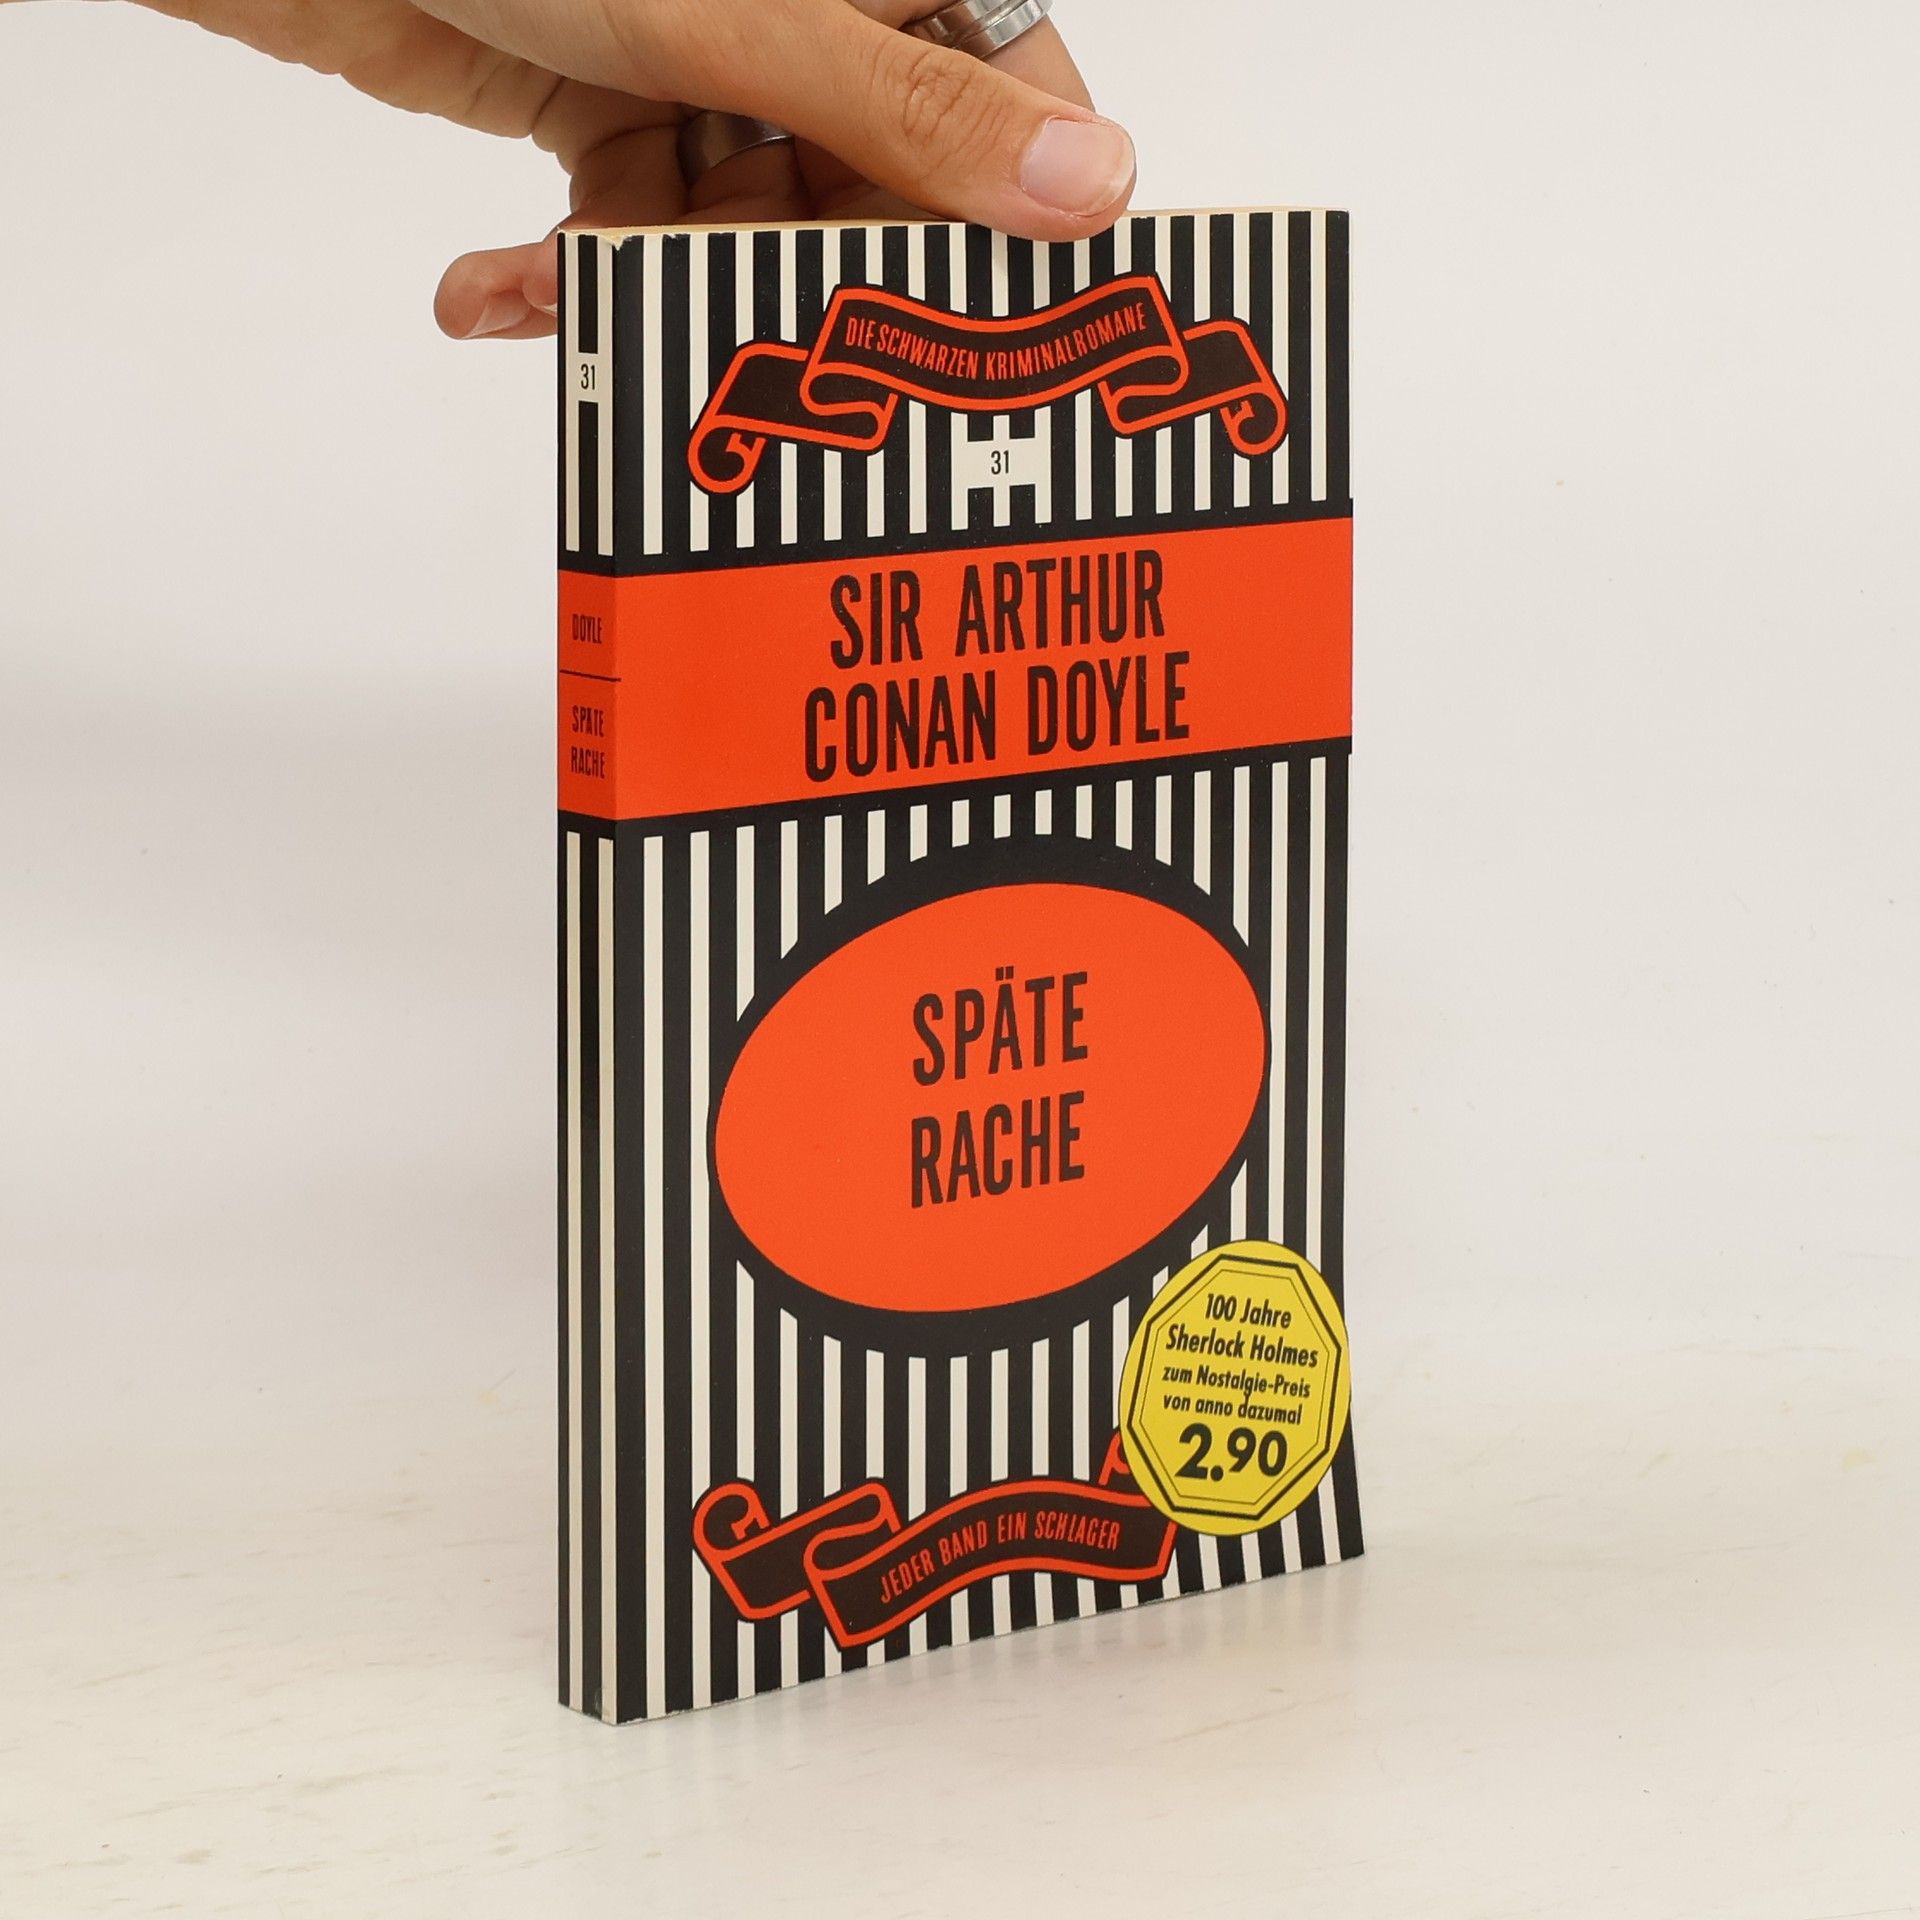 31
DOYLE
SPÄTE
RACHE
DIE SCHWARZEN KRIMINALROMANE
31
SIR ARTHUR
CONAN DOYLE
SPÄTE
RACHE
100 Jahre
Sherlock Holmes
zum Nostalgie-Preis
von anno dazumal
2.90
JEDER BAND EIN SCHLAGER